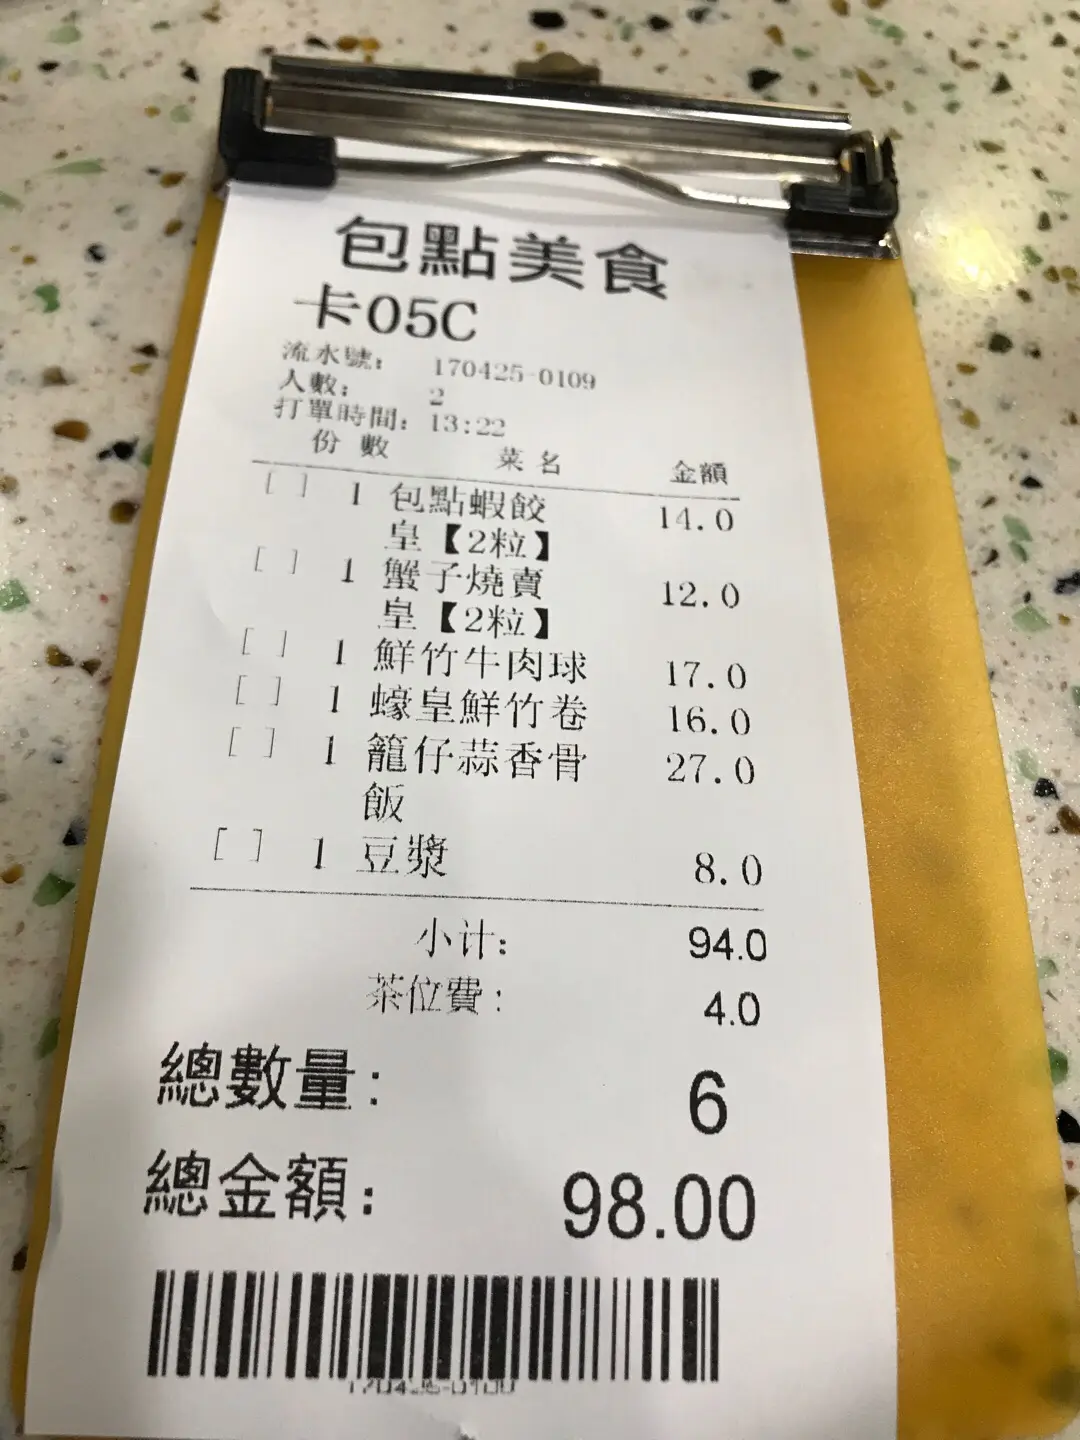 包點美食
卡05C
流水號: 170425-0109
人數: 2
打單時間: 13:22
份數 菜名 金額
[ ] 1 包點蝦餃 14.0
皇【2粒】
[ ] 1 蟹子燒賣 12.0
皇【2粒】
[ ] 1 鮮竹牛肉球 17.0
[ ] 1 蠔皇鮮竹卷 16.0
[ ] 1 籠仔蒜香骨 27.0
飯
[ ] 1 豆漿 8.0
小计: 94.0
茶位費: 4.0
總數量: 6
總金額: 98.00